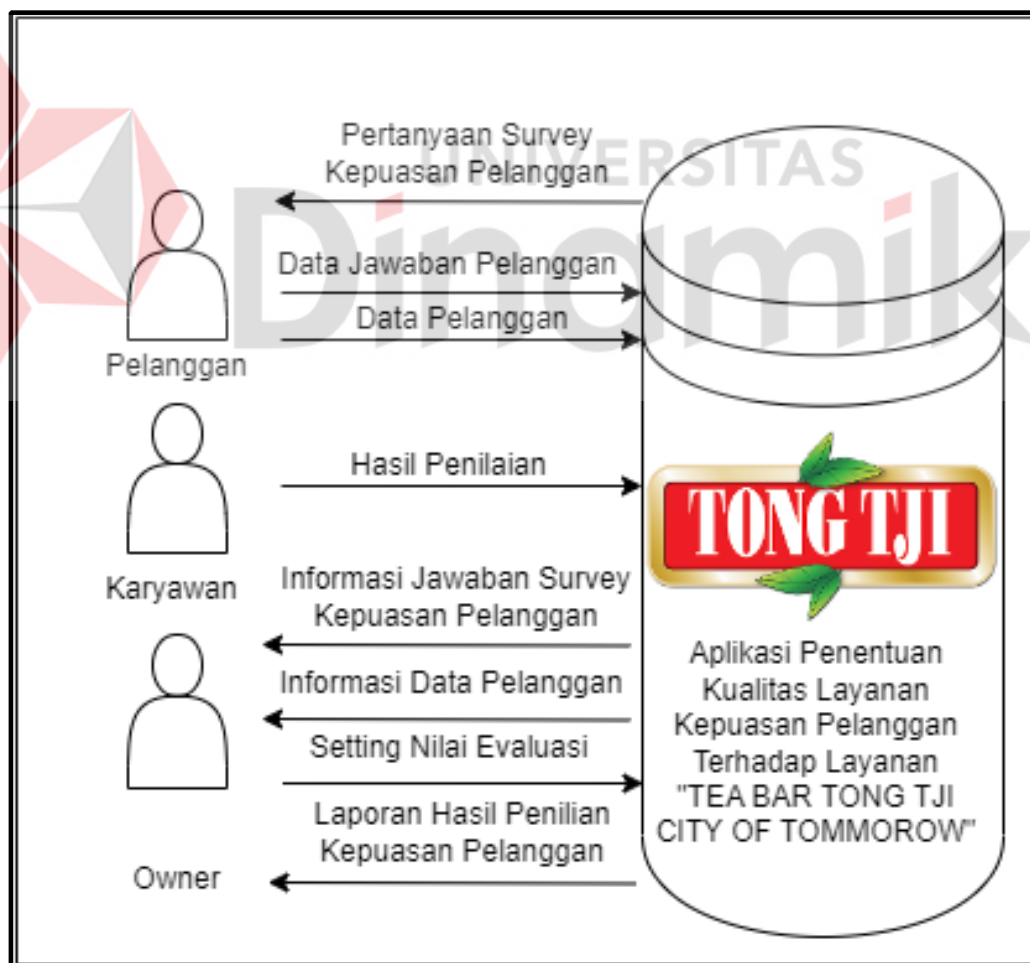 UNIVERSITAS
Dinamik
Pertanyaan Survey
Kepuasan Pelanggan
Data Jawaban Pelanggan
Data Pelanggan
Pelanggan
Hasil Penilaian
Karyawan
Informasi Jawaban Survey
Kepuasan Pelanggan
Informasi Data Pelanggan
Setting Nilai Evaluasi
Laporan Hasil Penilian
Kepuasan Pelanggan
Owner
TONG TJI
Aplikasi Penentuan
Kualitas Layanan
Kepuasan Pelanggan
Terhadap Layanan
"TEA BAR TONG TJI
CITY OF TOMMOROW"